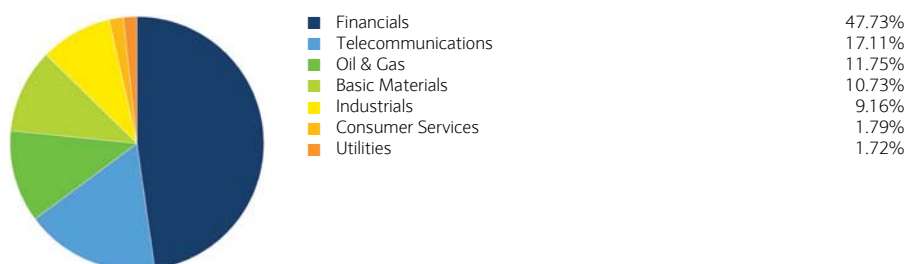 Financials 47.73%
Telecommunications 17.11%
Oil & Gas 11.75%
Basic Materials 10.73%
Industrials 9.16%
Consumer Services 1.79%
Utilities 1.72%